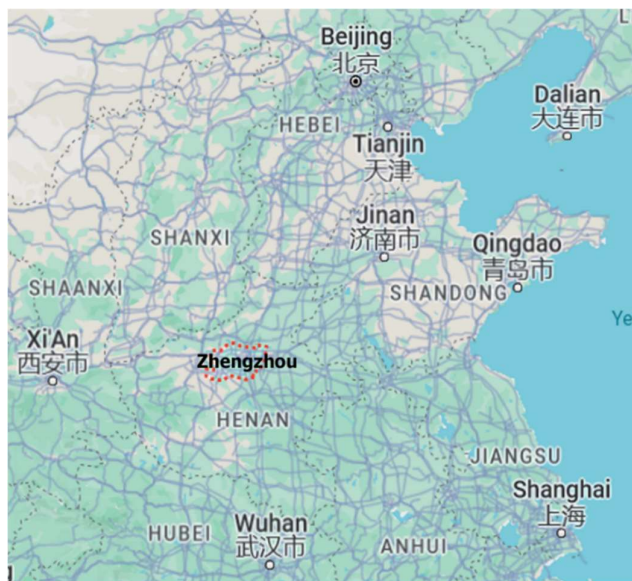 Beijing
北京
Dalian
大连市
HEBEI
Tianjin
天津
Jinan
济南市
SHANXI
Qingdao
青岛市
SHAANXI
SHANDONG
Ye
Xi'An
西安市
Zhengzhou
HENAN
JIANGSU
Shanghai
上海
Wuhan
武汉市
HUBEI
ANHUI